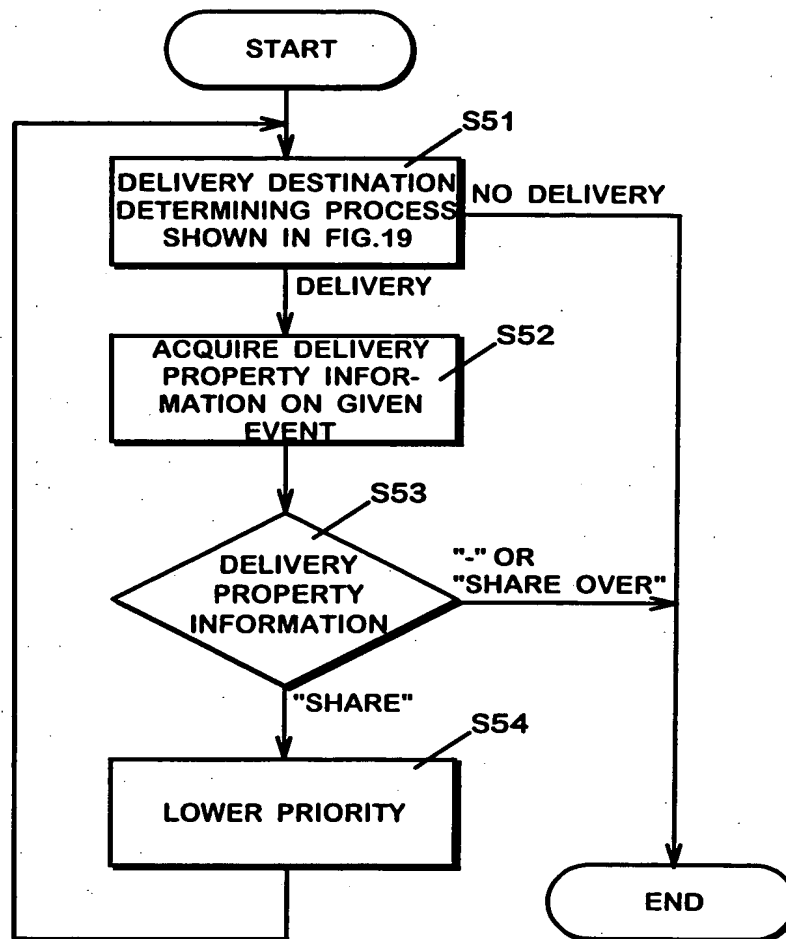 START
S51
DELIVERY DESTINATION
DETERMINING PROCESS
SHOWN IN FIG.19
NO DELIVERY
DELIVERY
S52
ACQUIRE DELIVERY
PROPERTY INFOR-
MATION ON GIVEN
EVENT
S53
DELIVERY
PROPERTY
INFORMATION
"-" OR
"SHARE OVER"
"SHARE"
S54
LOWER PRIORITY
END